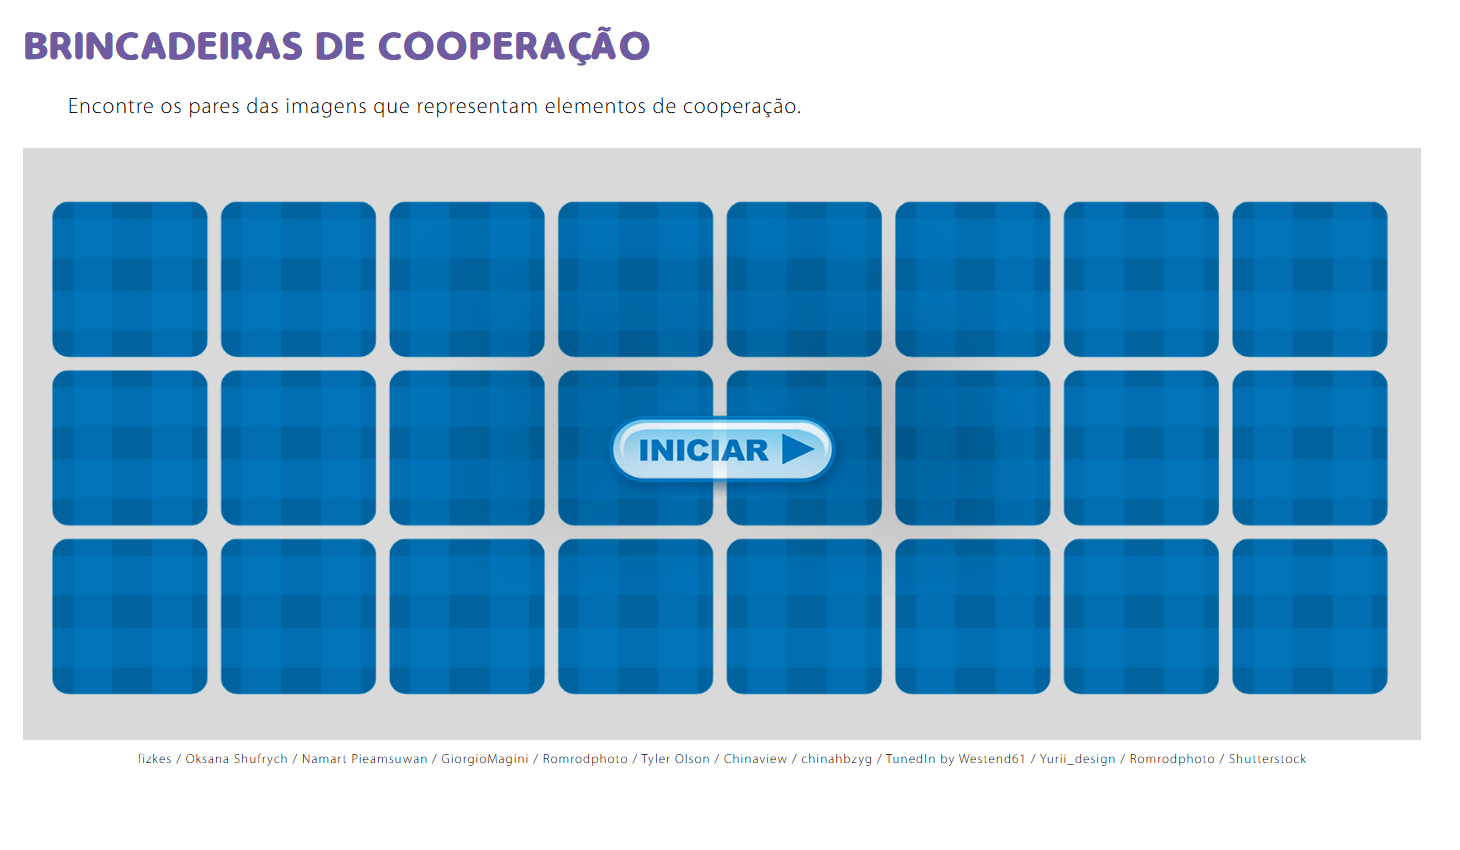 BRINCADEIRAS DE COOPERAÇÃO
Encontre os pares das imagens que representam elementos de cooperação.
INICIAR
fizkes / Oksana Shufrych / Namart Pieamsuwan / GiorgioMagini / Romrodphoto / Tyler Olson / Chinaview / chinahbzyg / TunedIn by Westend61 / Yurii_design / Romrodphoto / Shutterstock